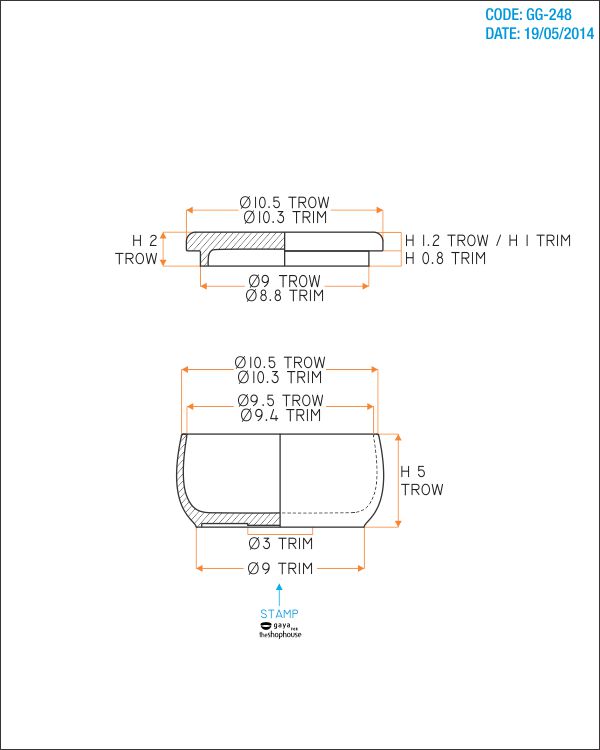 CODE: GG-248
DATE: 19/05/2014
Ø10.5 TROW
Ø10.3 TRIM
H 2
TROW
H 1.2 TROW / H 1 TRIM
H 0.8 TRIM
Ø9 TROW
Ø8.8 TRIM
Ø10.5 TROW
Ø10.3 TRIM
Ø9.5 TROW
Ø9.4 TRIM
H 5
TROW
Ø3 TRIM
Ø9 TRIM
STAMP
gaya FOR
theshophouse